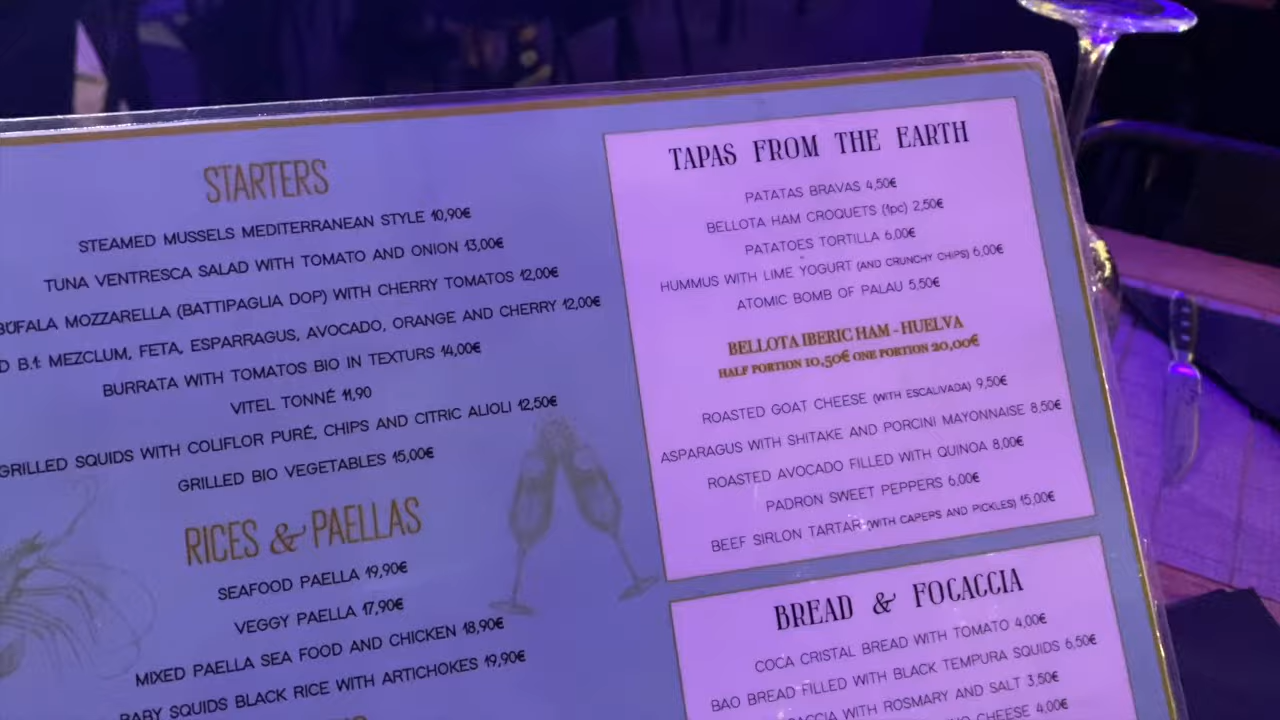 STARTERS
STEAMED MUSSELS MEDITERRANEAN STYLE 10,90€
TUNA VENTRESCA SALAD WITH TOMATO AND ONION 13,00€
BUFALA MOZZARELLA (BATTIPAGLIA DOP) WITH CHERRY TOMATOS 12,00€
B.1: MEZCLUM, FETA, ESPARRAGUS, AVOCADO, ORANGE AND CHERRY 12,00€
BURRATA WITH TOMATOS BIO IN TEXTURS 14,00€
VITEL TONNÉ 11,90
GRILLED SQUIDS WITH COLIFLOR PURÉ, CHIPS AND CITRIC ALIOLI 12,50€
GRILLED BIO VEGETABLES 15,00€
RICES & PAELLAS
SEAFOOD PAELLA 19,90€
VEGGY PAELLA 17,90€
MIXED PAELLA SEA FOOD AND CHICKEN 18,90€
BABY SQUIDS BLACK RICE WITH ARTICHOKES 19,90€
TAPAS FROM THE EARTH
PATATAS BRAVAS 4,50€
BELLOTA HAM CROQUETS (1pc) 2,50€
PATATOES TORTILLA 6,00€
HUMMUS WITH LIME YOGURT (AND CRUNCHY CHIPS) 6,00€
ATOMIC BOMB OF PALAU 5,50€
BELLOTA IBERIC HAM - HUELVA
HALF PORTION 10,50€ ONE PORTION 20,00€
ROASTED GOAT CHEESE (WITH ESCALIVADA) 9,50€
ASPARAGUS WITH SHITAKE AND PORCINI MAYONNAISE 8,50€
ROASTED AVOCADO FILLED WITH QUINOA 8,00€
PADRON SWEET PEPPERS 6,00€
BEEF SIRLON TARTAR (WITH CAPERS AND PICKLES) 15,00€
BREAD & FOCACCIA
COCA CRISTAL BREAD WITH TOMATO 4,00€
BAO BREAD FILLED WITH BLACK TEMPURA SQUIDS 6,50€
WITH ROSMARY AND SALT 3,50€
CHEESE 4,00€